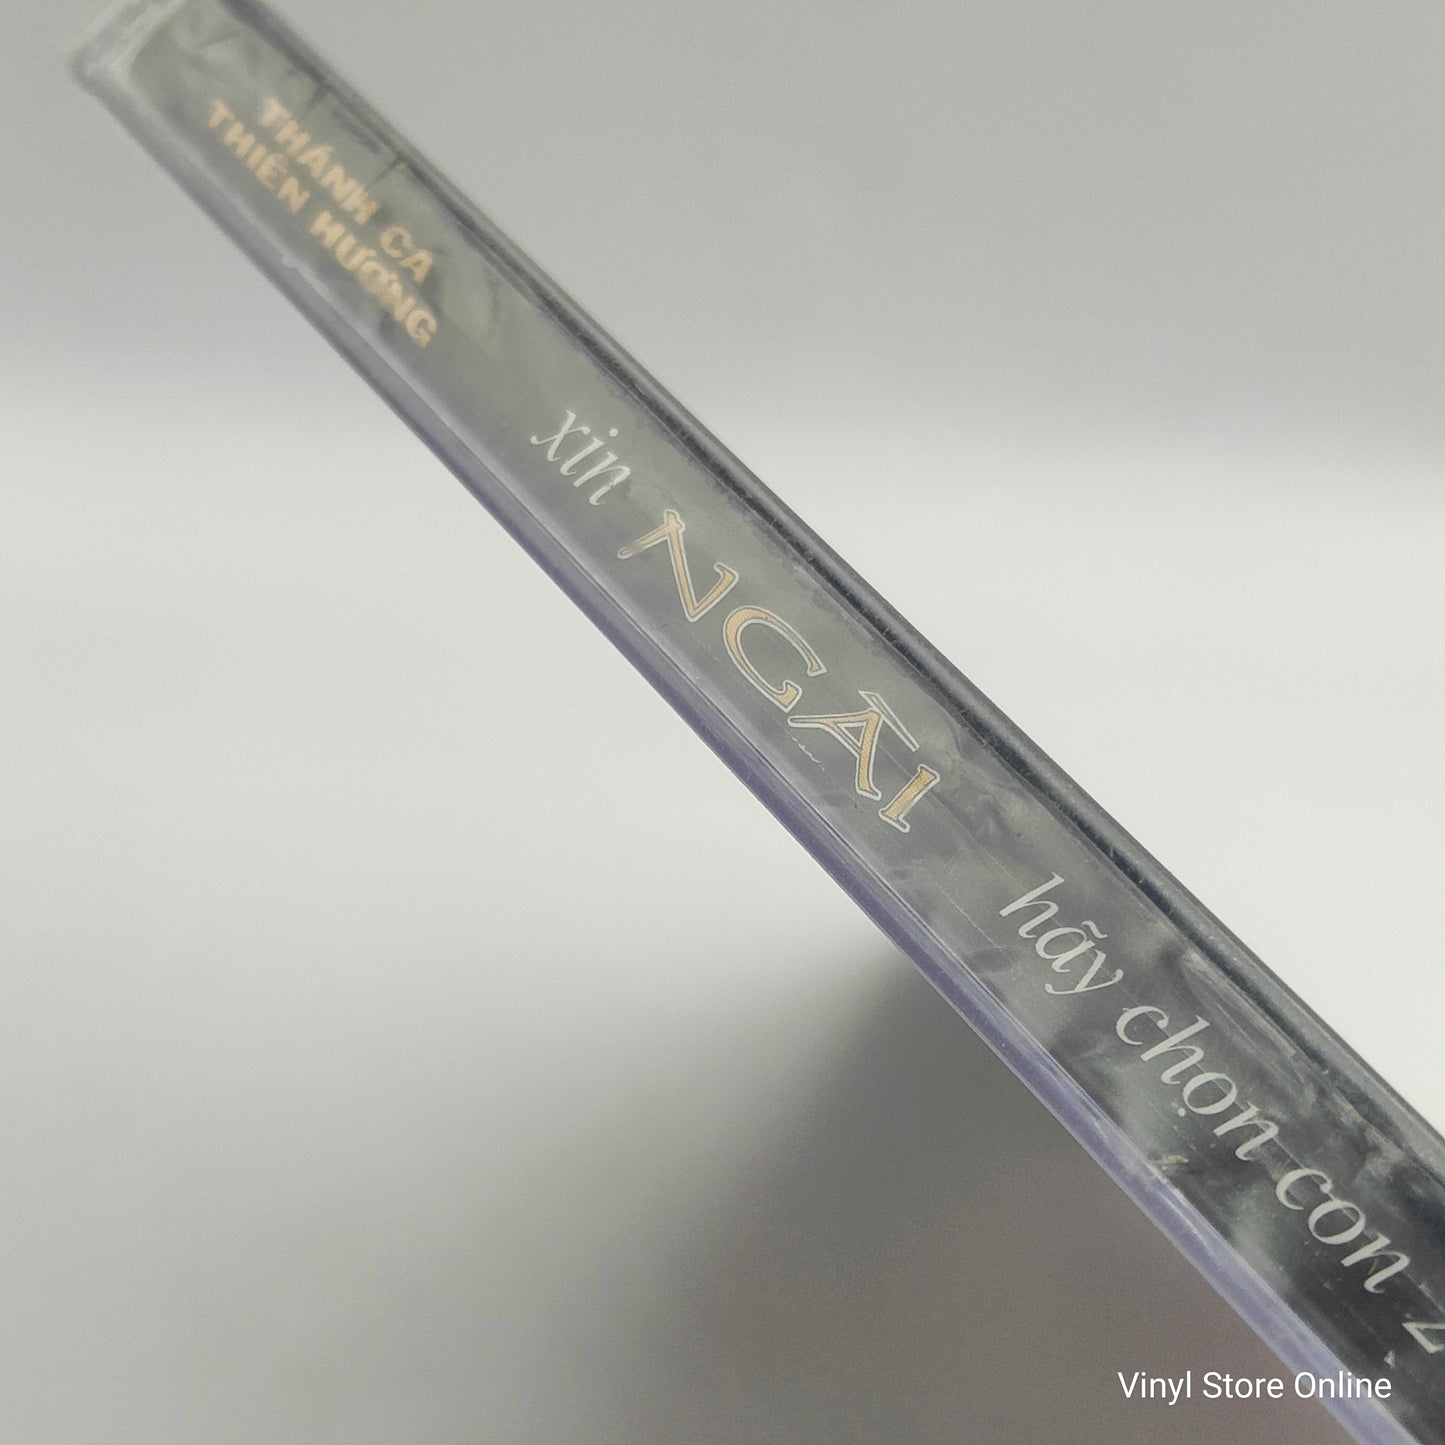 THÁNH CA
THIÊN HƯƠNG
xin NGÀI hãy chọn con
Vinyl Store Online